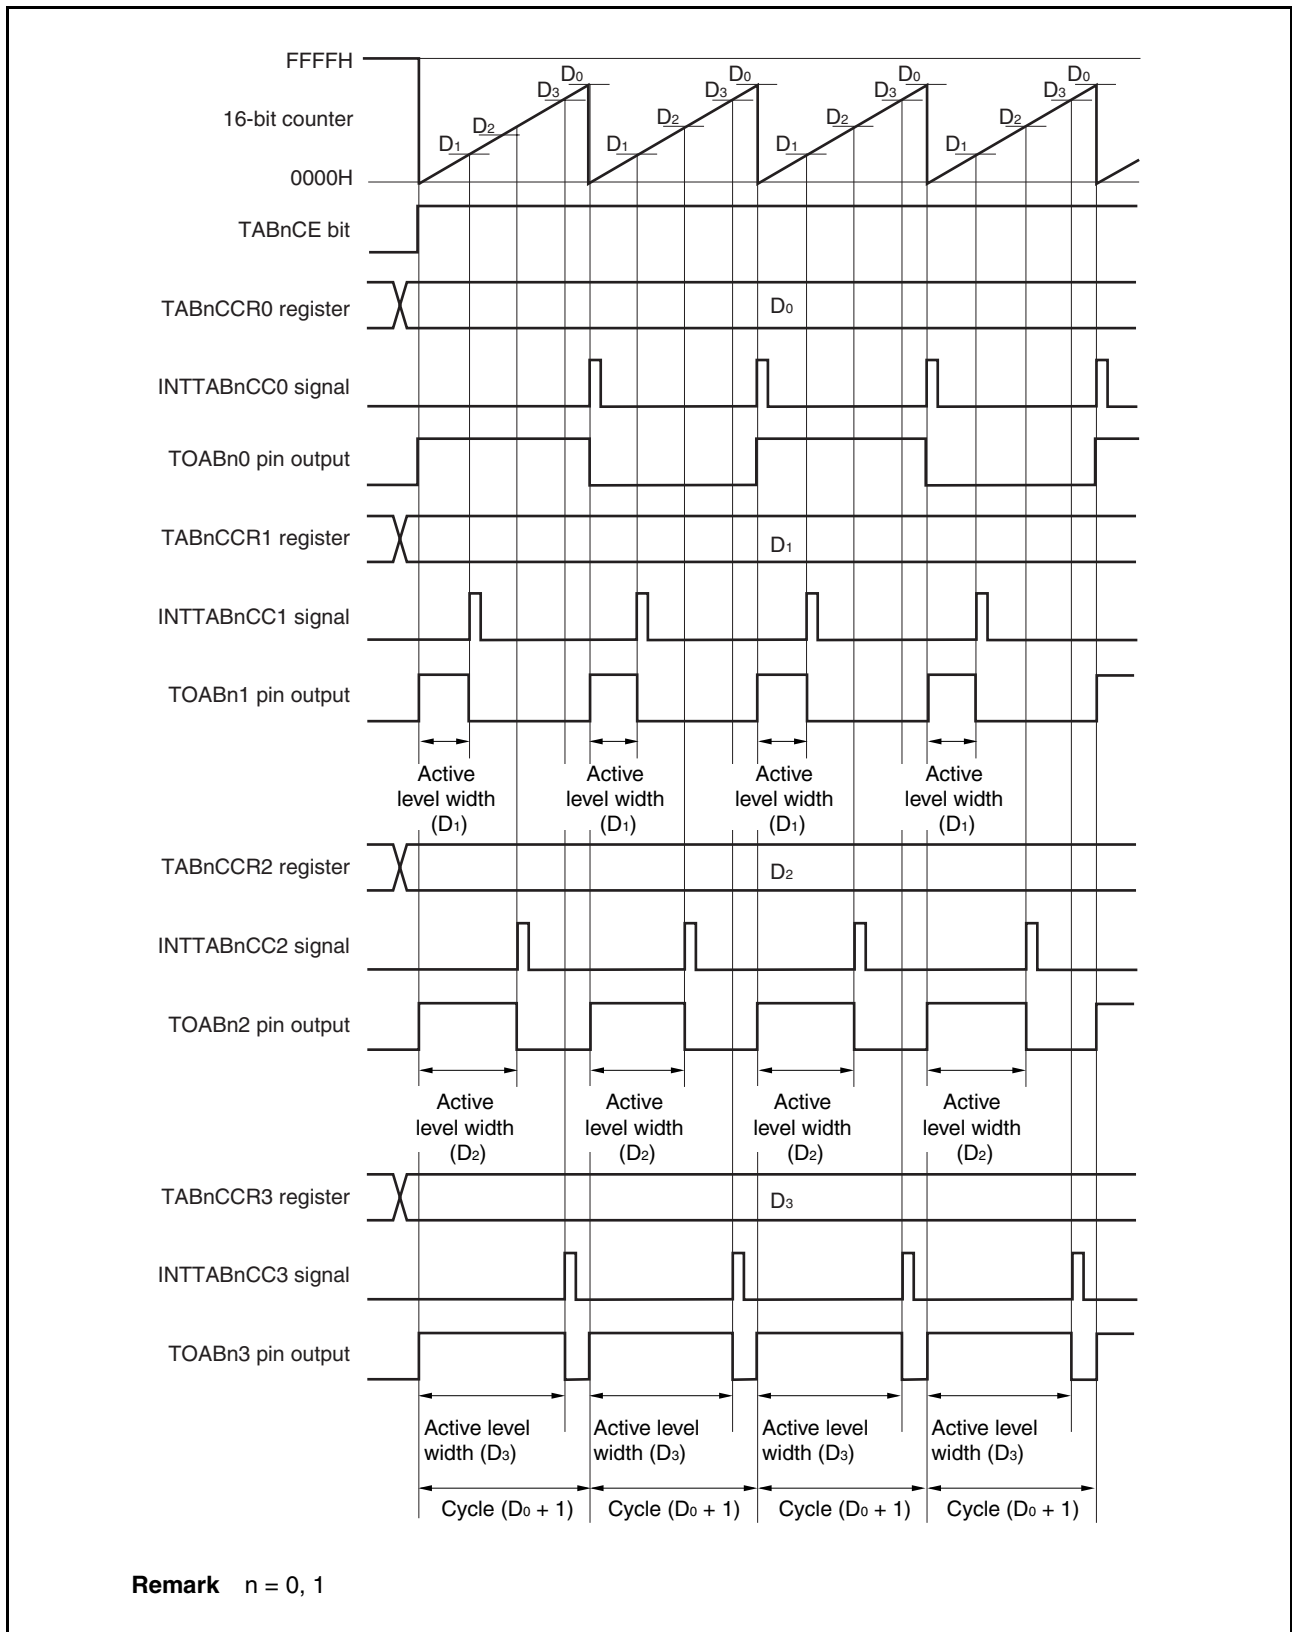 FFFFH
D0 D0 D0 D0
D3 D3 D3 D3
16-bit counter
D2 D2 D2 D2
D1 D1 D1 D1
0000H
TABnCE bit
TABnCCR0 register D0
INTTABnCC0 signal
TOABn0 pin output
TABnCCR1 register D1
INTTABnCC1 signal
TOABn1 pin output
Active Active Active Active
level width level width level width level width
(D1) (D1) (D1) (D1)
TABnCCR2 register D2
INTTABnCC2 signal
TOABn2 pin output
Active Active Active Active
level width level width level width level width
(D2) (D2) (D2) (D2)
TABnCCR3 register D3
INTTABnCC3 signal
TOABn3 pin output
Active level Active level Active level Active level
width (D3) width (D3) width (D3) width (D3)
Cycle (D0 + 1) Cycle (D0 + 1) Cycle (D0 + 1) Cycle (D0 + 1)
Remark n = 0, 1